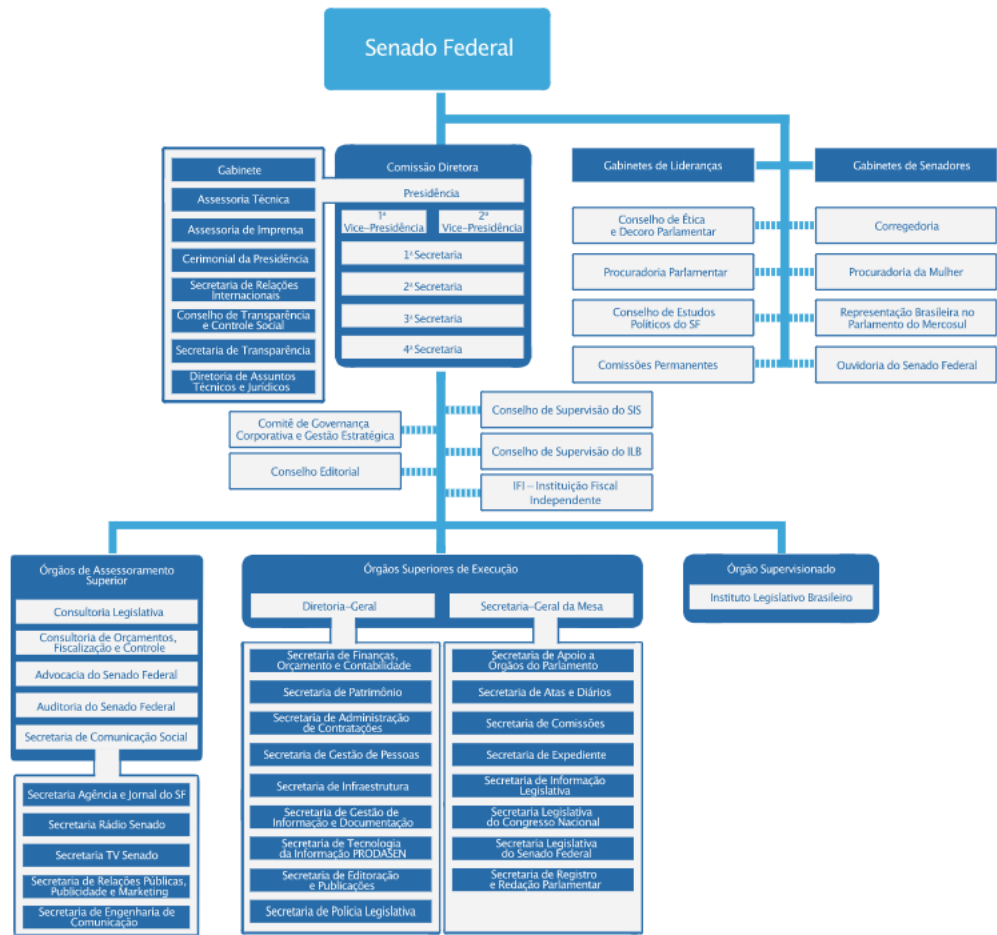 Senado Federal
Gabinete
Assessoria Técnica
Assessoria de Imprensa
Cerimonial da Presidência
Secretaria de Relações
Internacionais
Conselho de Transparência
e Controle Social
Secretaria de Transparência
Diretoria de Assuntos
Técnicos e Jurídicos
Comissão Diretora
Presidência
1ª
Vice-Presidência
2ª
Vice-Presidência
1ª Secretaria
2ª Secretaria
3ª Secretaria
4ª Secretaria
Gabinetes de Lideranças
Gabinetes de Senadores
Conselho de Ética
e Decoro Parlamentar
Corregedoria
Procuradoria Parlamentar
Procuradoria da Mulher
Conselho de Estudos
Políticos do SF
Representação Brasileira no
Parlamento do Mercosul
Comissões Permanentes
Ouvidoria do Senado Federal
Comitê de Governança
Corporativa e Gestão Estratégica
Conselho Editorial
Conselho de Supervisão do SIS
Conselho de Supervisão do ILB
IFI – Instituição Fiscal
Independente
Órgãos de Assessoramento
Superior
Consultoria Legislativa
Consultoria de Orçamentos,
Fiscalização e Controle
Advocacia do Senado Federal
Auditoria do Senado Federal
Secretaria de Comunicação Social
Secretaria Agência e Jornal do SF
Secretaria Rádio Senado
Secretaria TV Senado
Secretaria de Relações Públicas,
Publicidade e Marketing
Secretaria de Engenharia de
Comunicação
Órgãos Superiores de Execução
Diretoria-Geral
Secretaria de Finanças,
Orçamento e Contabilidade
Secretaria de Patrimônio
Secretaria de Administração
de Contratações
Secretaria de Gestão de Pessoas
Secretaria de Infraestrutura
Secretaria de Gestão de
Informação e Documentação
Secretaria de Tecnologia
da Informação PRODASEN
Secretaria de Editoração
e Publicações
Secretaria de Polícia Legislativa
Secretaria-Geral da Mesa
Secretaria de Apoio a
Órgãos do Parlamento
Secretaria de Atas e Diários
Secretaria de Comissões
Secretaria de Expediente
Secretaria de Informação
Legislativa
Secretaria Legislativa
do Congresso Nacional
Secretaria Legislativa
do Senado Federal
Secretaria de Registro
e Redação Parlamentar
Órgão Supervisionado
Instituto Legislativo Brasileiro